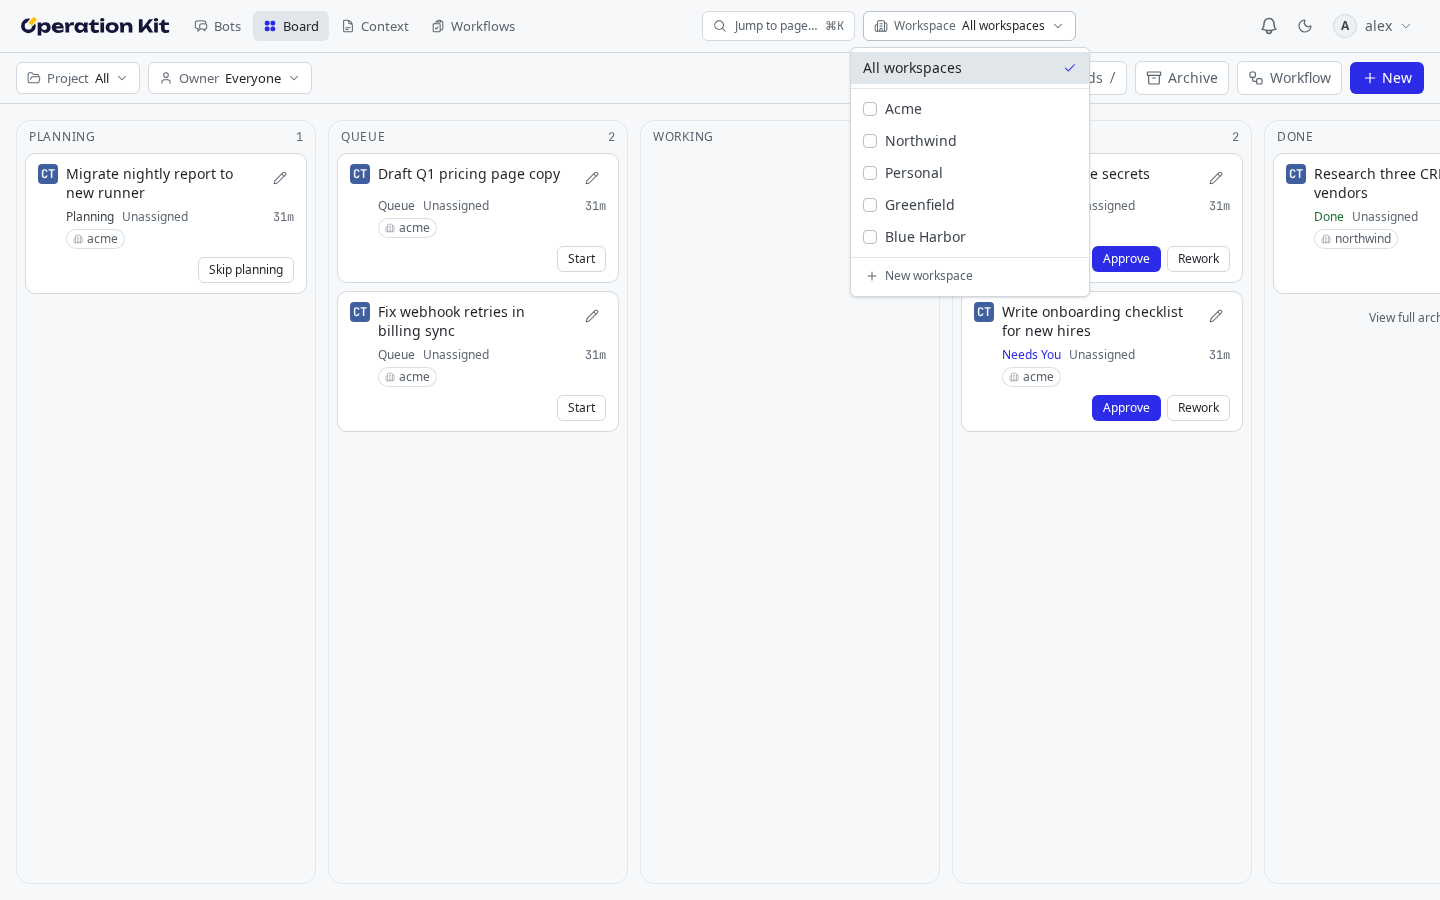 Operation Kit
Bots
Board
Context
Workflows
Jump to page... ⌘K
Workspace All workspaces
A alex
Project All
Owner Everyone
/
Archive
Workflow
+ New
All workspaces
Acme
Northwind
Personal
Greenfield
Blue Harbor
+ New workspace
PLANNING 1
CT Migrate nightly report to
new runner
Planning Unassigned 31m
acme
Skip planning
QUEUE 2
CT Draft Q1 pricing page copy
Queue Unassigned 31m
acme
Start
CT Fix webhook retries in
billing sync
Queue Unassigned 31m
acme
Start
WORKING
2
secrets
31m
Approve Rework
CT Write onboarding checklist
for new hires
Needs You Unassigned 31m
acme
Approve Rework
DONE
CT Research three
vendors
Done Unassigned
northwind
View full